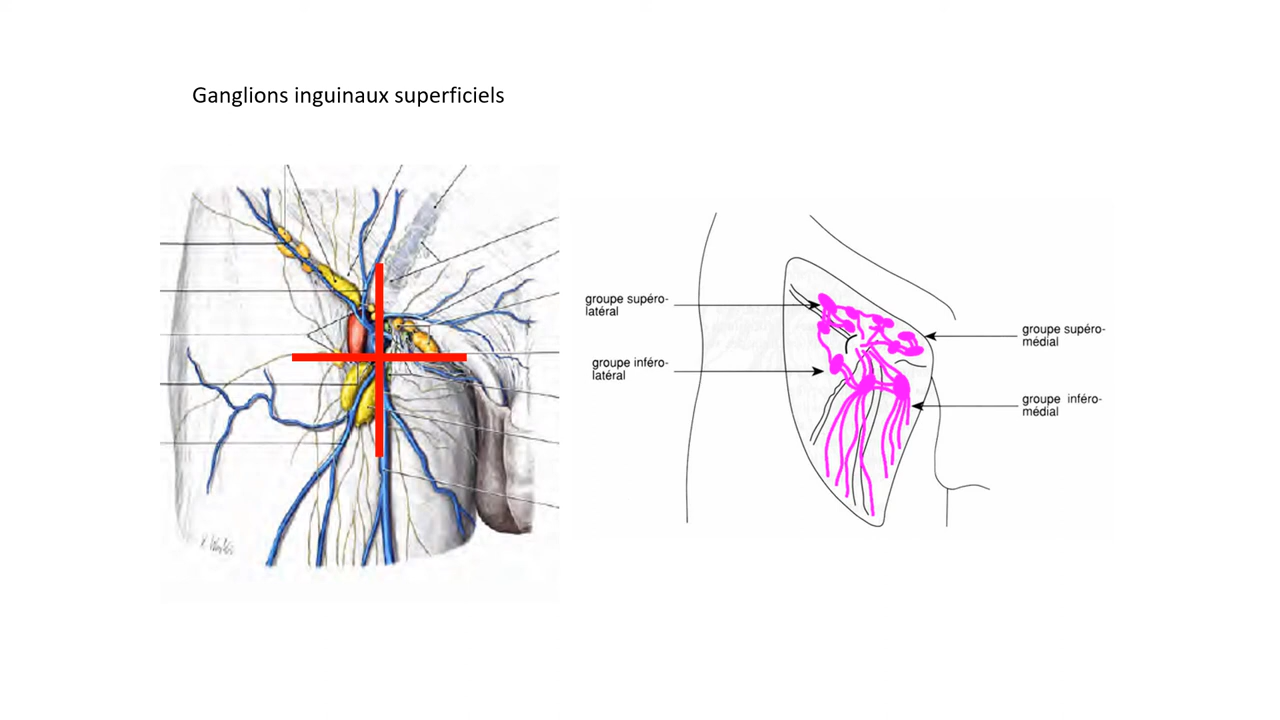 Ganglions inguinaux superficiels
groupe supéro-
latéral
groupe supéro-
médial
groupe inféro-
latéral
groupe inféro-
médial